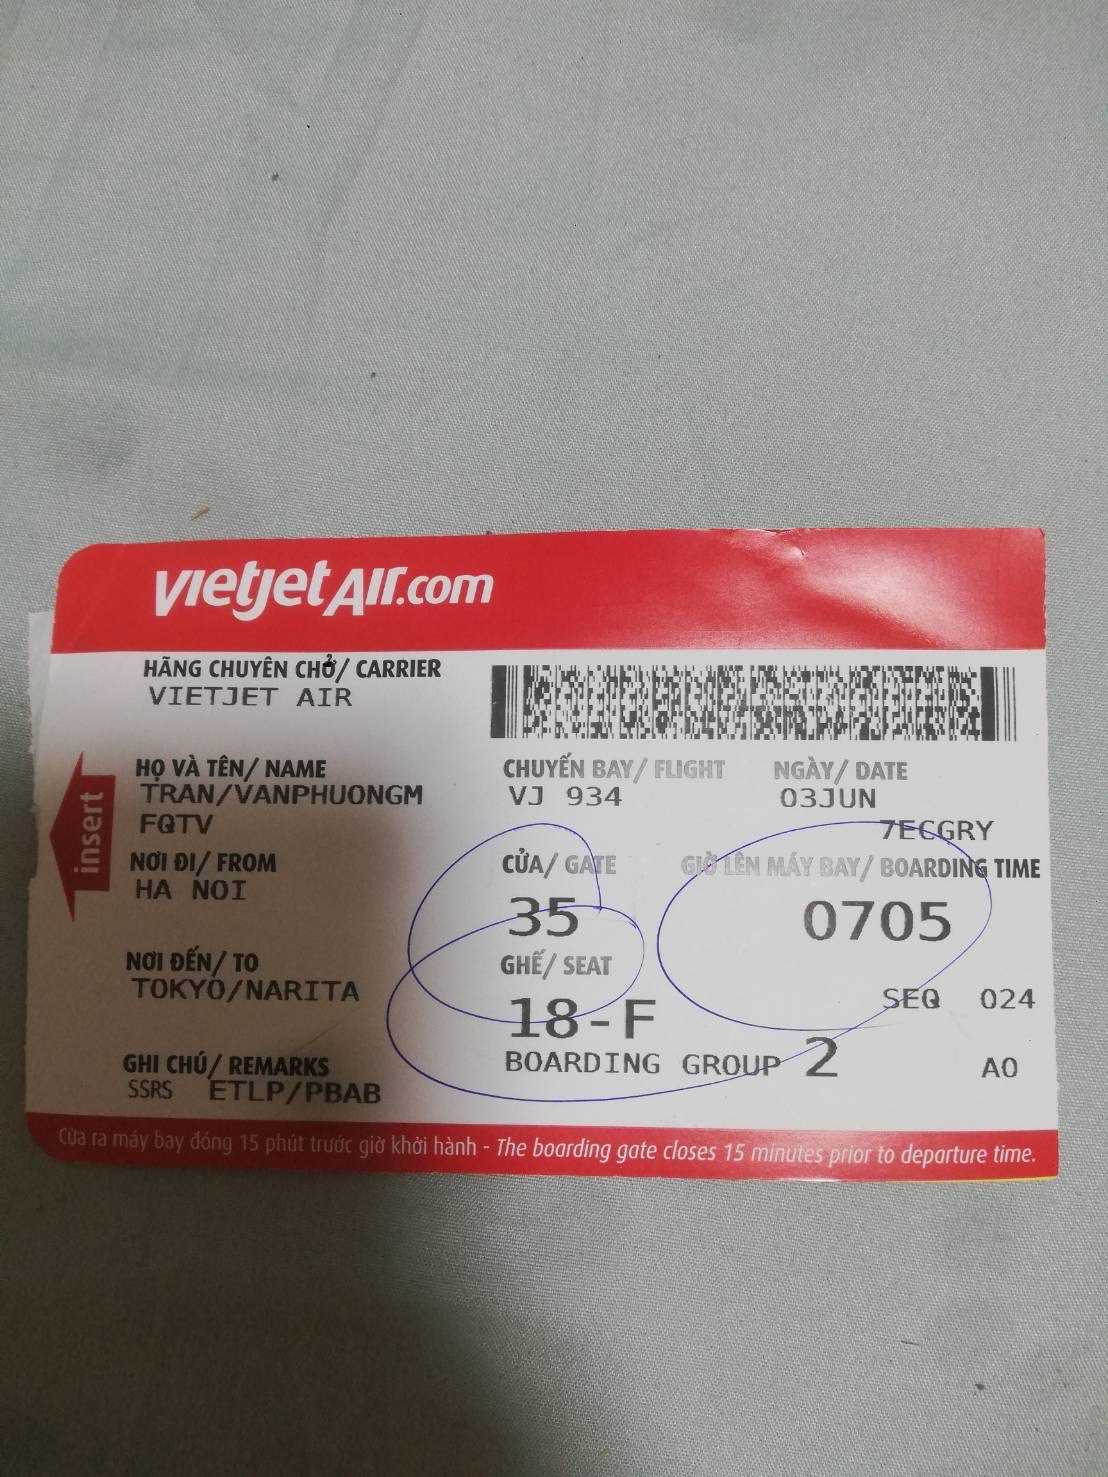 vietjetAir.com
HÃNG CHUYÊN CHỞ/ CARRIER
VIETJET AIR
HỌ VÀ TÊN/ NAME
TRAN/VANPHUONGM
FQTV
CHUYẾN BAY/ FLIGHT
VJ 934
NGÀY/ DATE
03JUN
7ECGRY
insert
NƠI ĐI/ FROM
HA NOI
CỬA/ GATE
35
GIỜ LÊN MÁY BAY/ BOARDING TIME
0705
NƠI ĐẾN/ TO
TOKYO/NARITA
GHẾ/ SEAT
18-F
SEQ 024
GHI CHÚ/ REMARKS
SSRS ETLP/PBAB
BOARDING GROUP 2
A0
Cửa ra máy bay đóng 15 phút trước giờ khởi hành - The boarding gate closes 15 minutes prior to departure time.